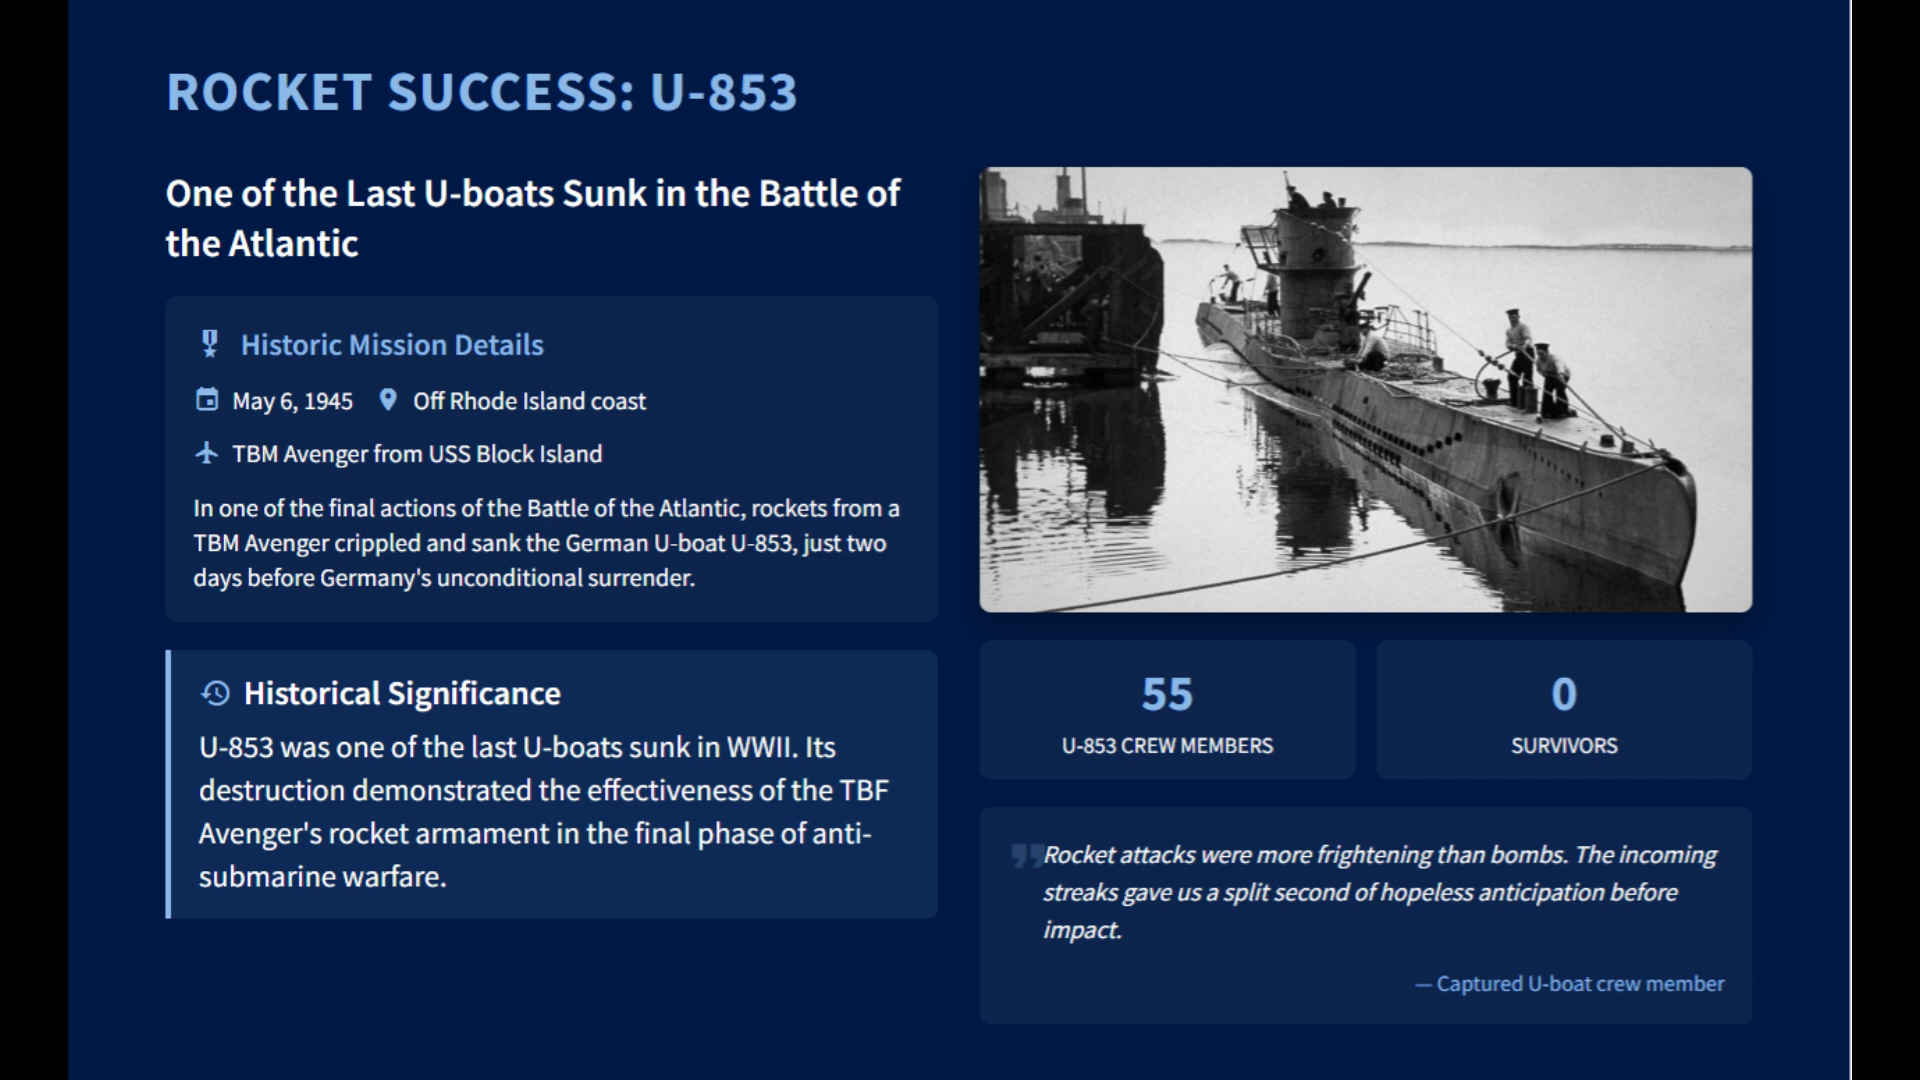 ROCKET SUCCESS: U-853
One of the Last U-boats Sunk in the Battle of
the Atlantic
Historic Mission Details
May 6, 1945 Off Rhode Island coast
TBM Avenger from USS Block Island
In one of the final actions of the Battle of the Atlantic, rockets from a
TBM Avenger crippled and sank the German U-boat U-853, just two
days before Germany's unconditional surrender.
Historical Significance
U-853 was one of the last U-boats sunk in WWII. Its
destruction demonstrated the effectiveness of the TBF
Avenger's rocket armament in the final phase of anti-
submarine warfare.
55
U-853 CREW MEMBERS
0
SURVIVORS
Rocket attacks were more frightening than bombs. The incoming
streaks gave us a split second of hopeless anticipation before
impact.
— Captured U-boat crew member